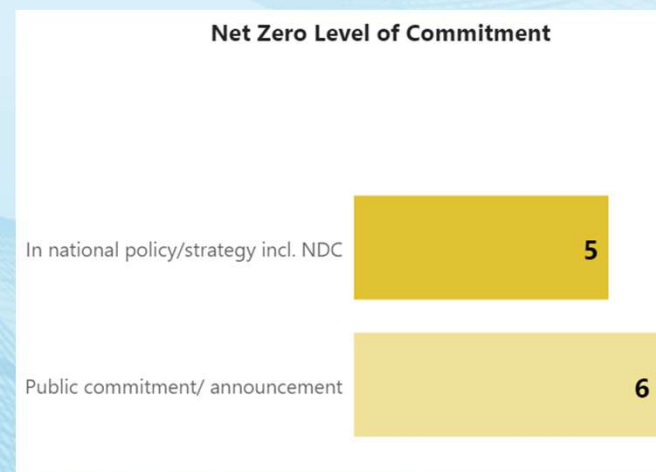 Net Zero Level of Commitment
In national policy/strategy incl. NDC 5
Public commitment/ announcement 6